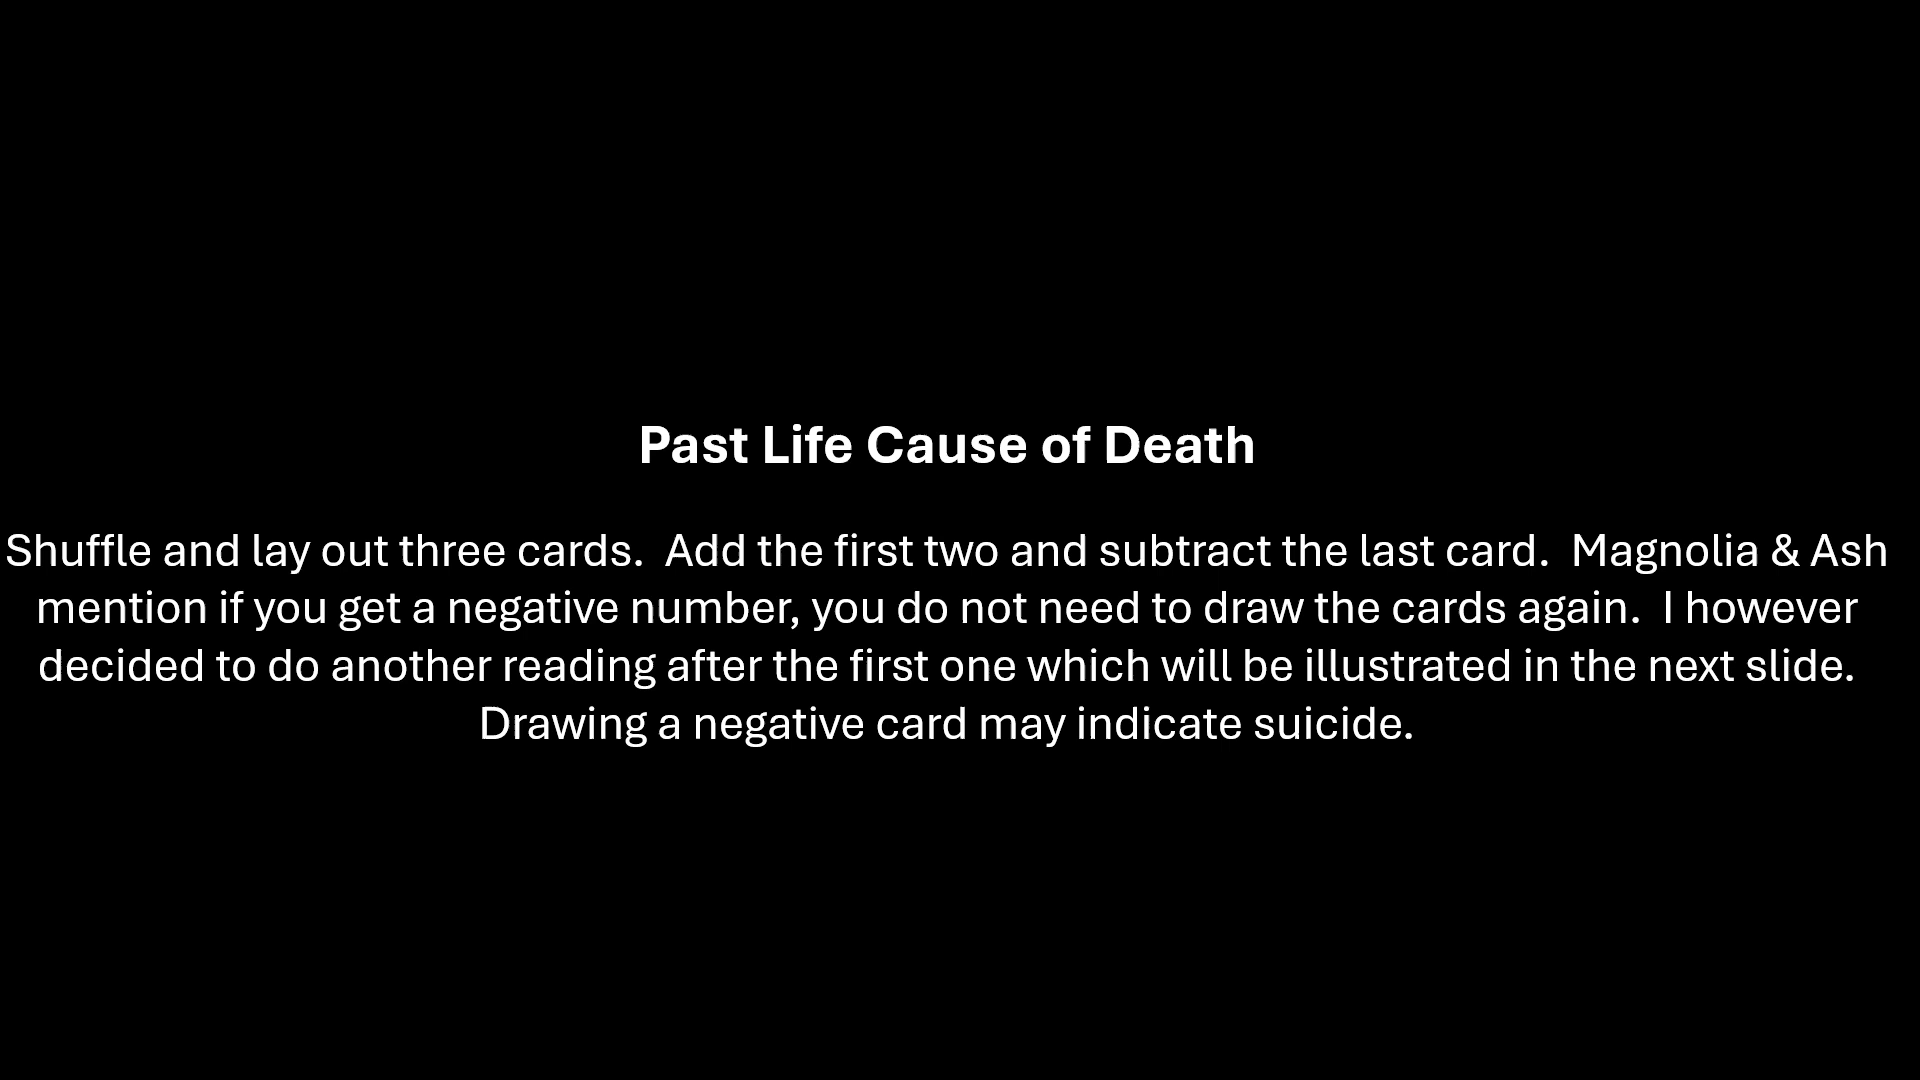 Past Life Cause of Death
Shuffle and lay out three cards.  Add the first two and subtract the last card.  Magnolia & Ash
mention if you get a negative number, you do not need to draw the cards again.  I however
decided to do another reading after the first one which will be illustrated in the next slide.
Drawing a negative card may indicate suicide.